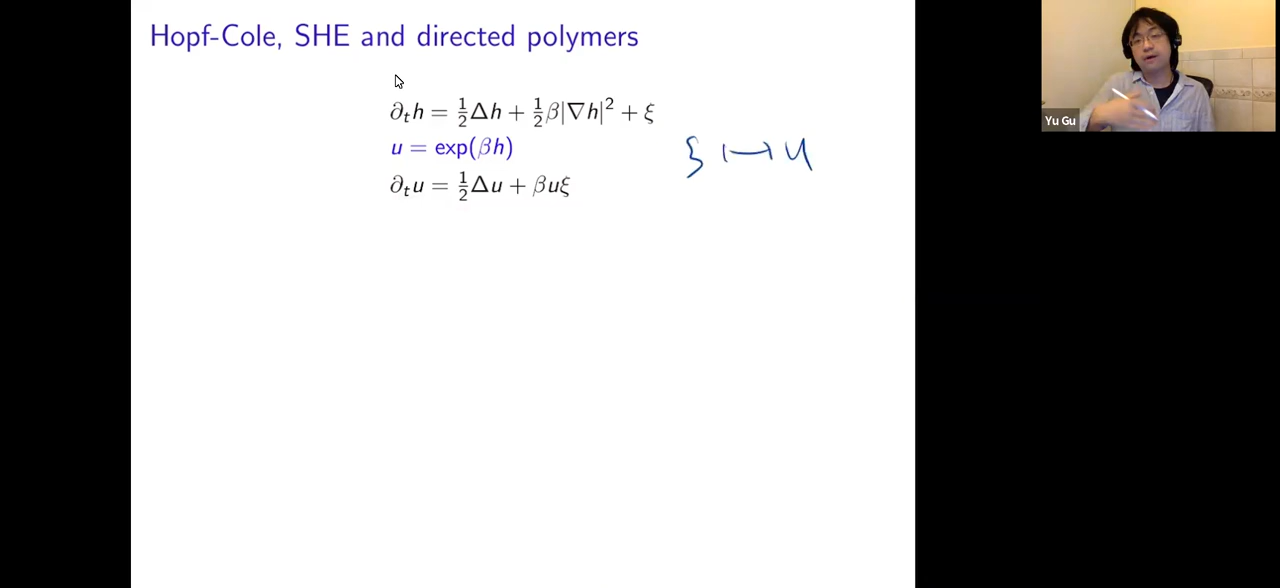 Hopf-Cole, SHE and directed polymers
∂ₜh = ½Δh + ½β|∇h|² + ξ
u = exp(βh)
ξ ↦ u
∂ₜu = ½Δu + βuξ
Yu Gu